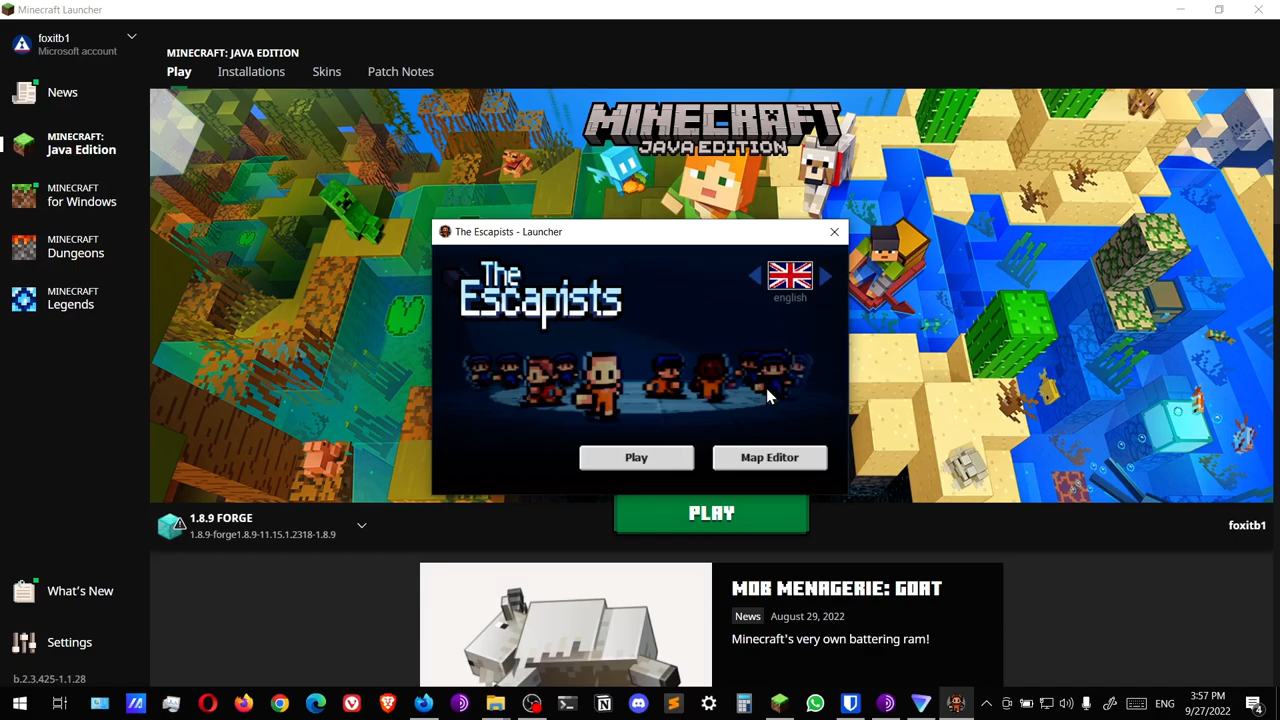 Minecraft Launcher
foxitb1
Microsoft account
News
MINECRAFT:
Java Edition
MINECRAFT
for Windows
MINECRAFT
Dungeons
MINECRAFT
Legends
What's New
Settings
b.2.3.425-1.1.28
MINECRAFT: JAVA EDITION
Play Installations Skins Patch Notes
MINECRAFT
JAVA EDITION
The Escapists - Launcher
The
Escapists
english
Play Map Editor
1.8.9 FORGE
1.8.9-forge1.8.9-11.15.1.2318-1.8.9
PLAY
foxitb1
MOB MENAGERIE: GOAT
News August 29, 2022
Minecraft's very own battering ram!
ENG
3:57 PM
9/27/2022
4